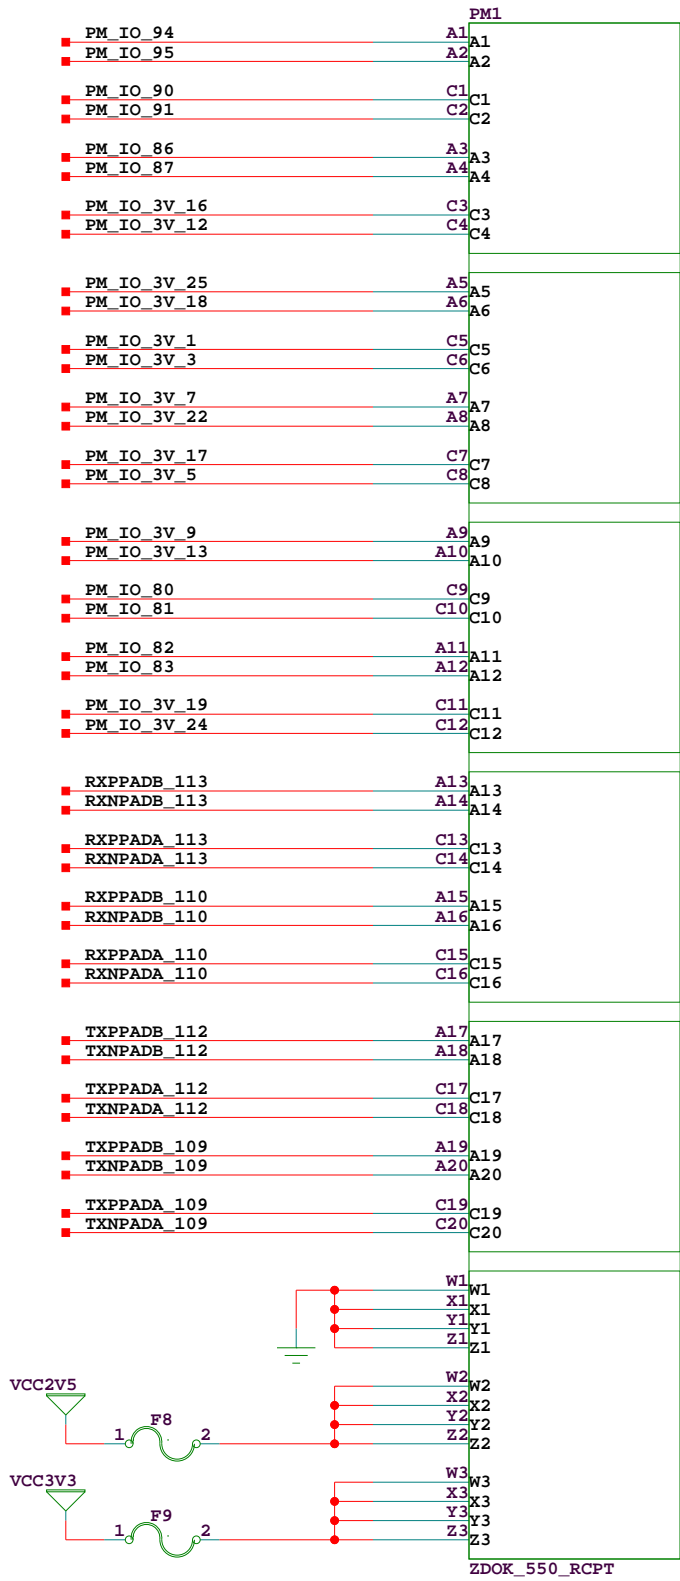 PM1
PM_IO_94 A1 A1
PM_IO_95 A2 A2
PM_IO_90 C1 C1
PM_IO_91 C2 C2
PM_IO_86 A3 A3
PM_IO_87 A4 A4
PM_IO_3V_16 C3 C3
PM_IO_3V_12 C4 C4
PM_IO_3V_25 A5 A5
PM_IO_3V_18 A6 A6
PM_IO_3V_1 C5 C5
PM_IO_3V_3 C6 C6
PM_IO_3V_7 A7 A7
PM_IO_3V_22 A8 A8
PM_IO_3V_17 C7 C7
PM_IO_3V_5 C8 C8
PM_IO_3V_9 A9 A9
PM_IO_3V_13 A10 A10
PM_IO_80 C9 C9
PM_IO_81 C10 C10
PM_IO_82 A11 A11
PM_IO_83 A12 A12
PM_IO_3V_19 C11 C11
PM_IO_3V_24 C12 C12
RXPPADB_113 A13 A13
RXNPADB_113 A14 A14
RXPPADA_113 C13 C13
RXNPADA_113 C14 C14
RXPPADB_110 A15 A15
RXNPADB_110 A16 A16
RXPPADA_110 C15 C15
RXNPADA_110 C16 C16
TXPPADB_112 A17 A17
TXNPADB_112 A18 A18
TXPPADA_112 C17 C17
TXNPADA_112 C18 C18
TXPPADB_109 A19 A19
TXNPADB_109 A20 A20
TXPPADA_109 C19 C19
TXNPADA_109 C20 C20
W1 W1
X1 X1
Y1 Y1
Z1 Z1
VCC2V5 W2 W2
X2 X2
F8 Y2 Y2
1 2 Z2 Z2
VCC3V3 W3 W3
X3 X3
F9 Y3 Y3
1 2 Z3 Z3
ZDOK_550_RCPT